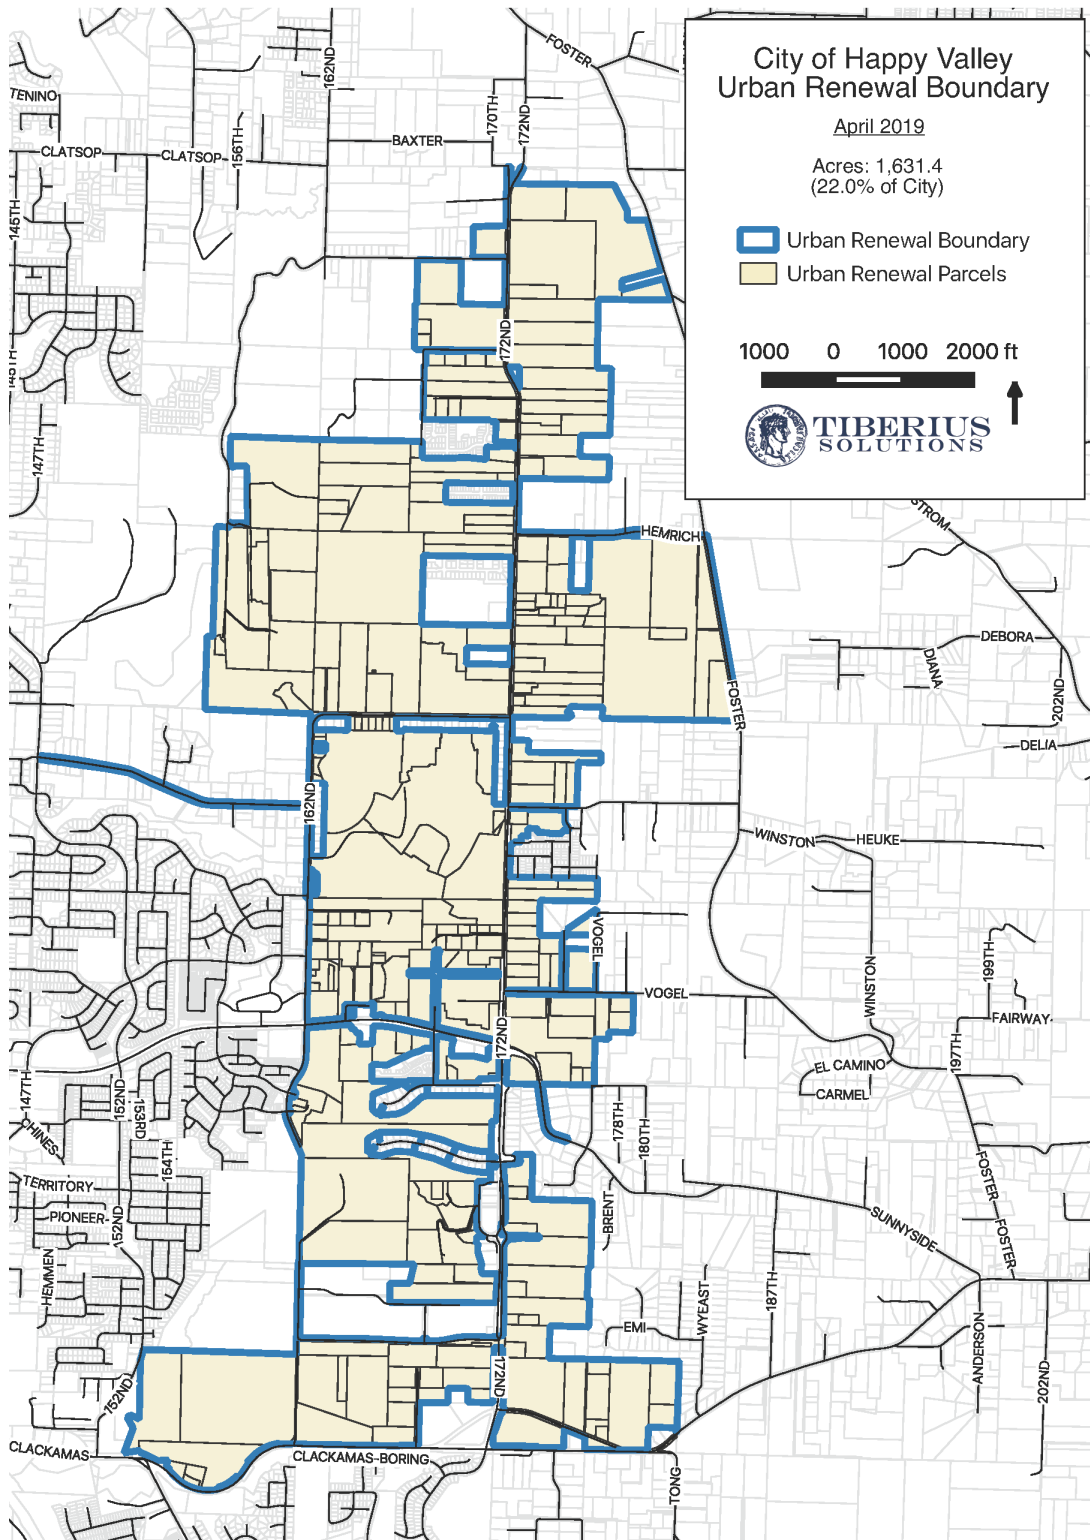 City of Happy Valley
Urban Renewal Boundary
April 2019
Acres: 1,631.4
(22.0% of City)
Urban Renewal Boundary
Urban Renewal Parcels
1000 0 1000 2000 ft
TIBERIUS
SOLUTIONS
FOSTER
162ND
TENINO
170TH
172ND
156TH
BAXTER
CLATSOP
CLATSOP
145TH
172ND
147TH
STROM
HEMRICH
DEBORA
DIANA
202ND
FOSTER
DELIA
162ND
WINSTON
HEUKE
VOGEL
199TH
WINSTON
VOGEL
FAIRWAY
172ND
197TH
EL CAMINO
CARMEL
147TH
152ND
153RD
178TH
180TH
CHINES
154TH
TERRITORY
PIONEER
152ND
FOSTER
BRENT
SUNNYSIDE
FOSTER
HEMMEN
187TH
WYEAST
EMI
ANDERSON
172ND
202ND
152ND
CLACKAMAS
CLACKAMAS-BORING
TONG